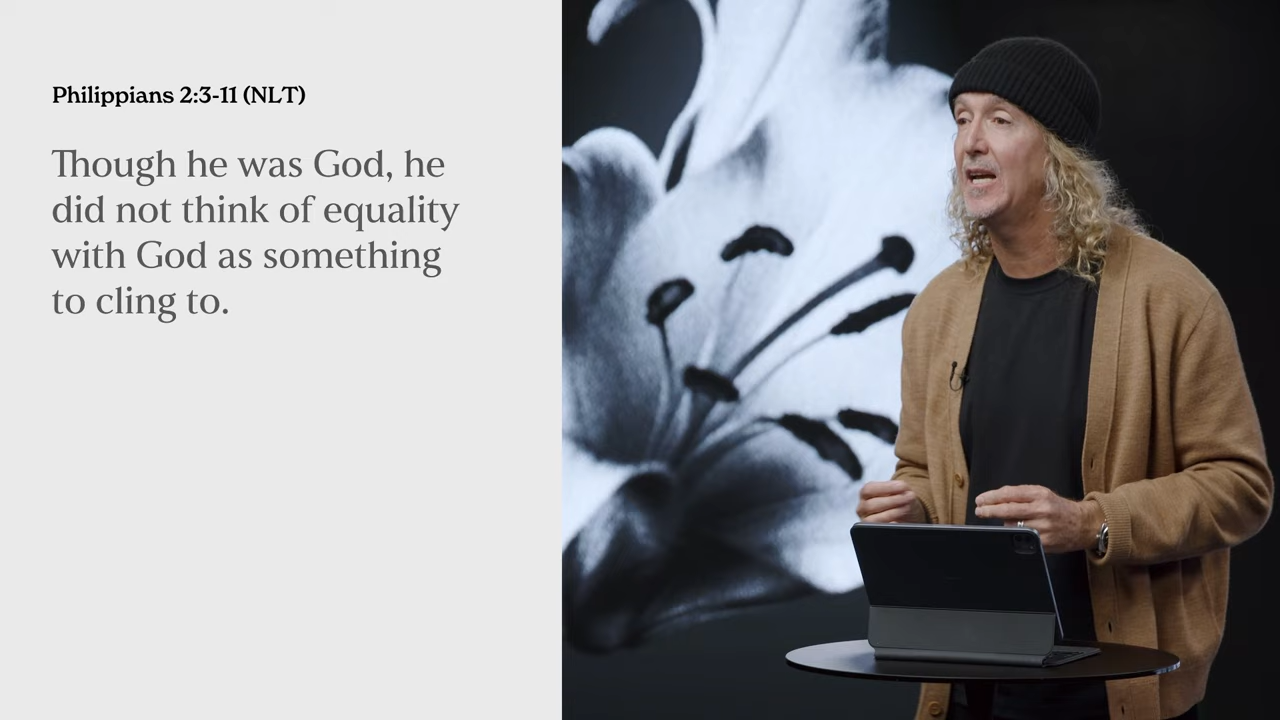 Philippians 2:3-11 (NLT)
Though he was God, he
did not think of equality
with God as something
to cling to.